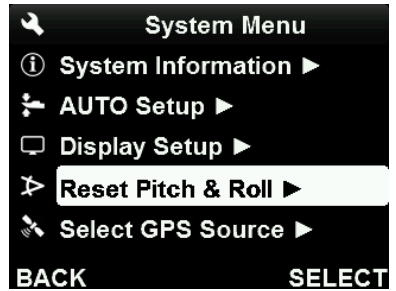 System Menu
System Information ▶
AUTO Setup ▶
Display Setup ▶
Reset Pitch & Roll ▶
Select GPS Source ▶
BACK SELECT